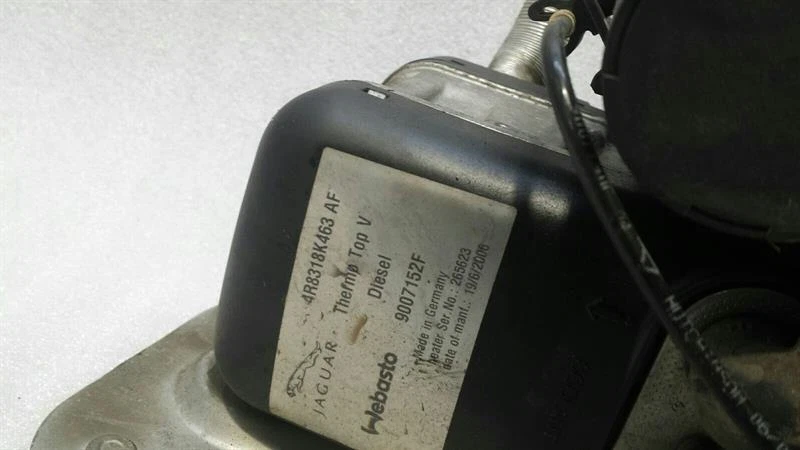 4R8318K463 AF
Thermo Top V
Diesel
9007152F
JAGUAR
Webasto
Made in Germany
heater Ser. No.: 265623
date of manf.: 19/6/2006